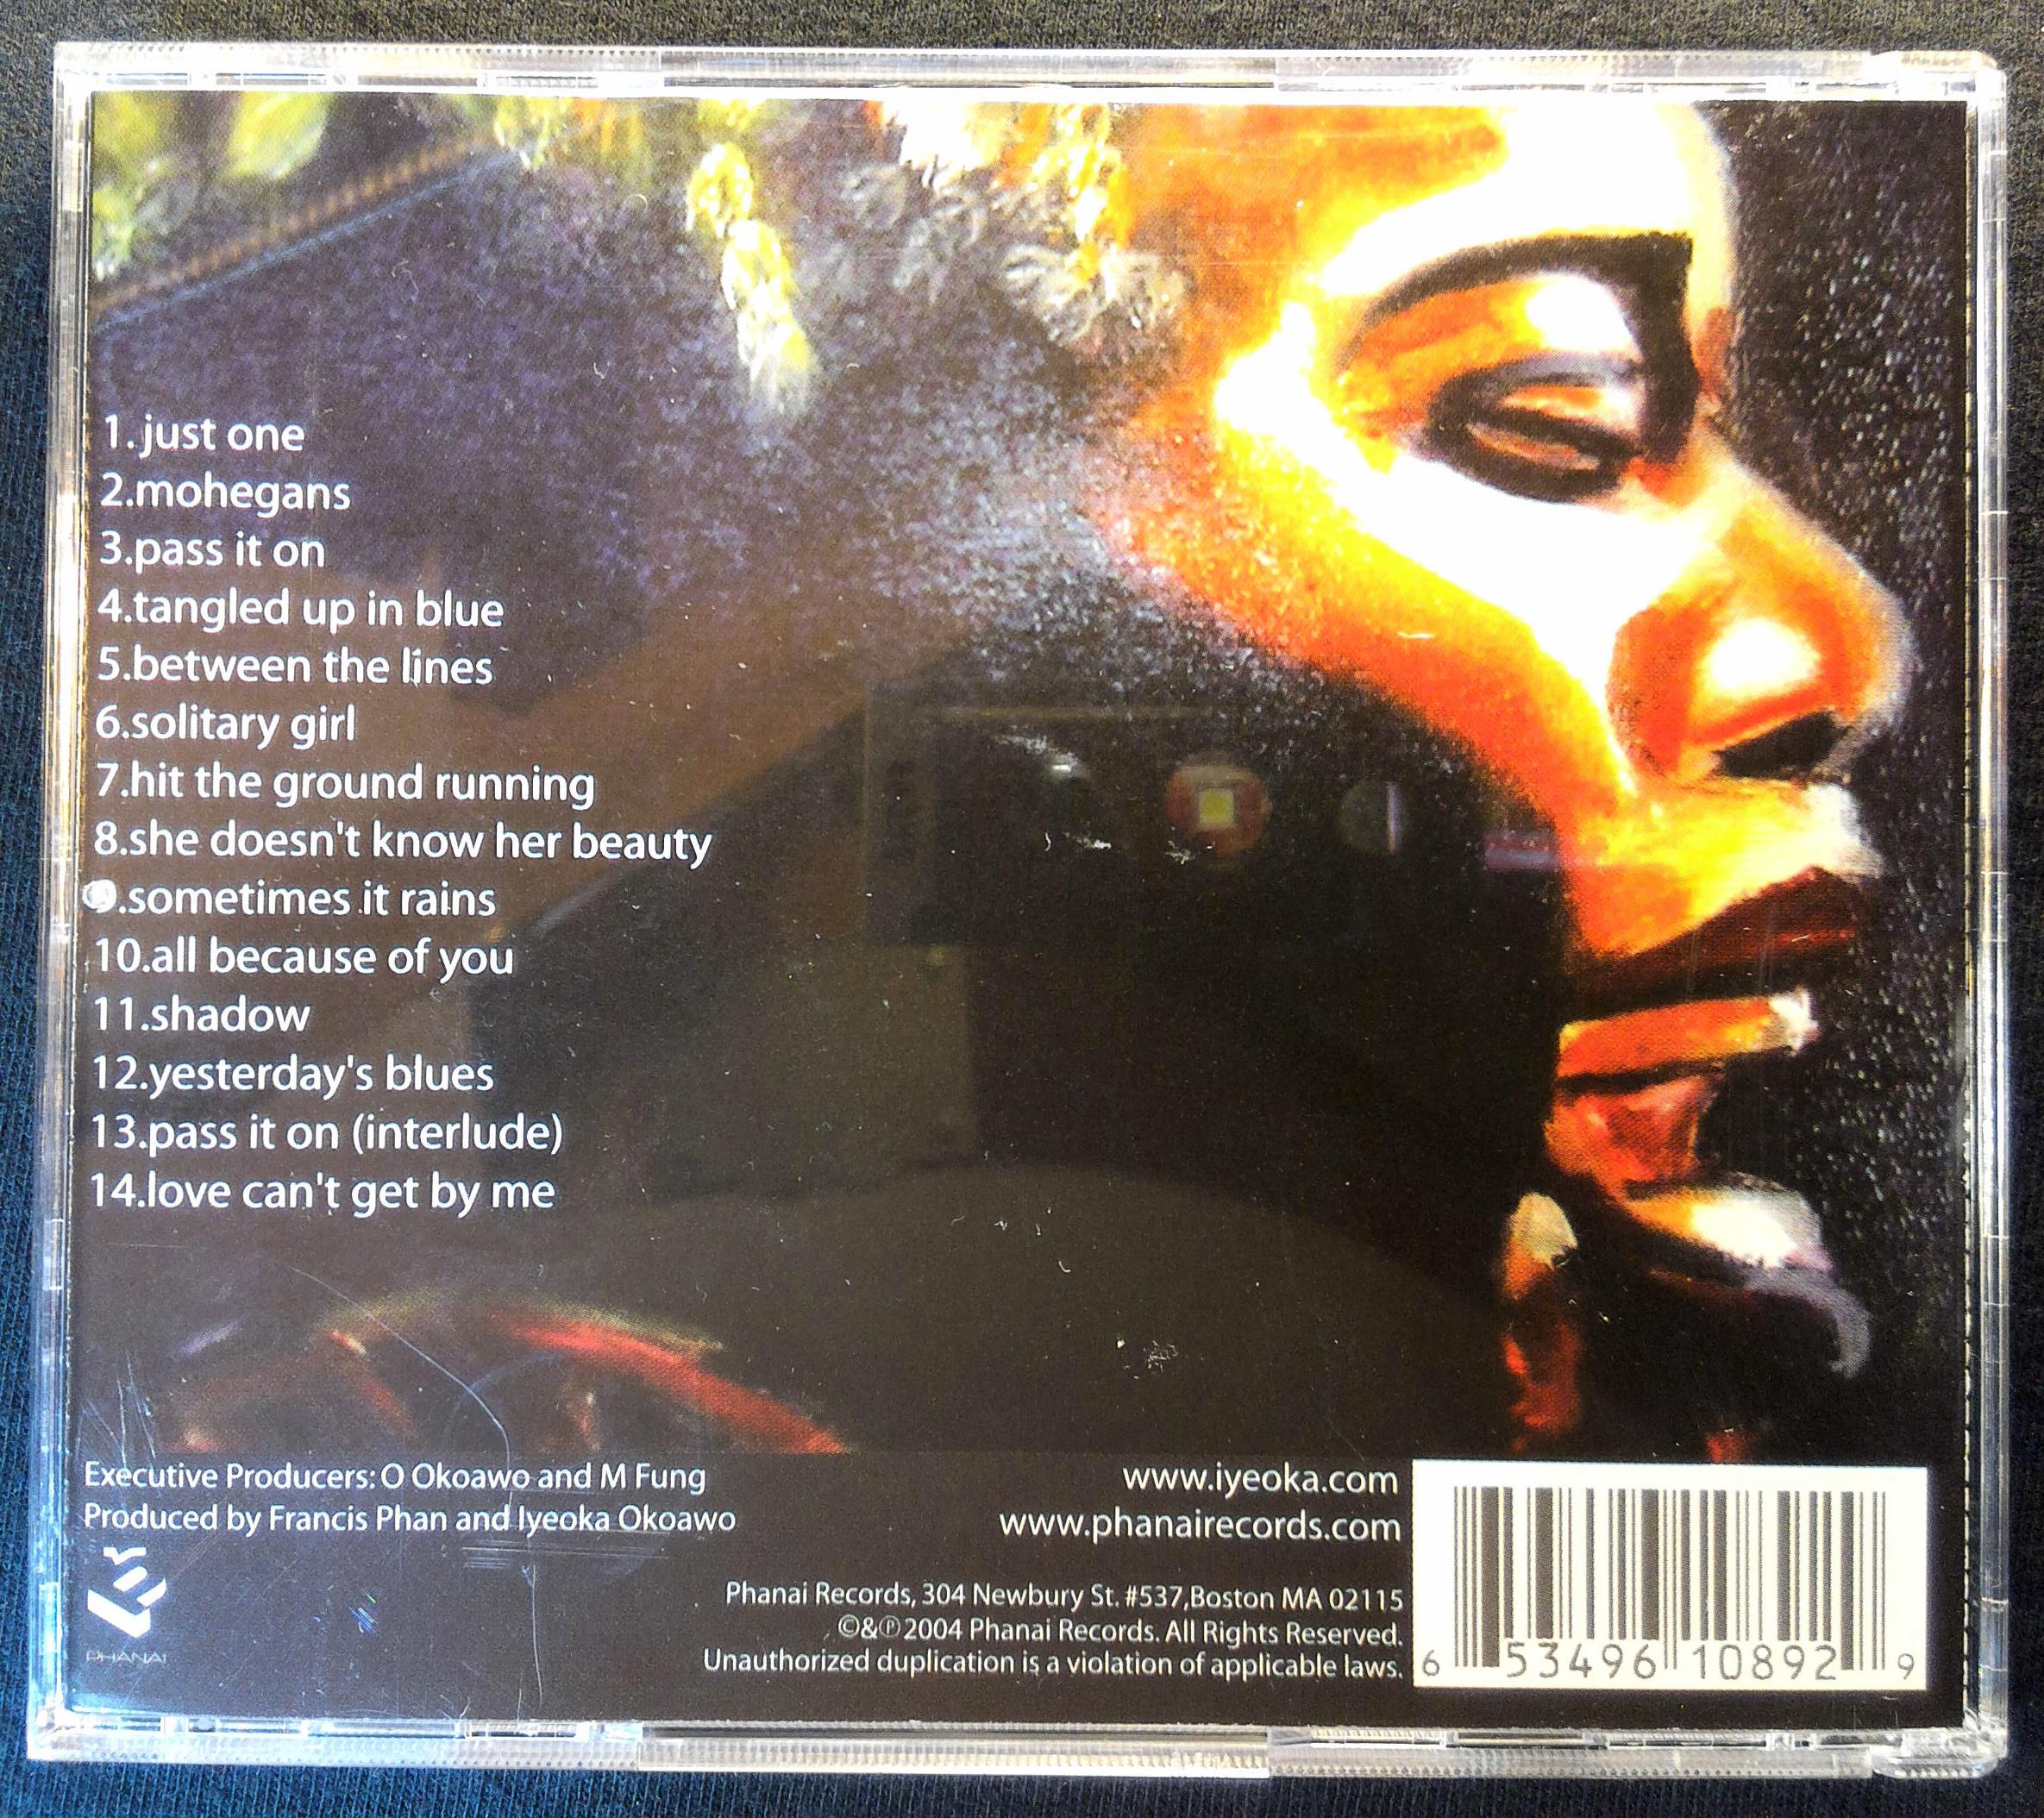 1.just one
2.mohegans
3.pass it on
4.tangled up in blue
5.between the lines
6.solitary girl
7.hit the ground running
8.she doesn't know her beauty
9.sometimes it rains
10.all because of you
11.shadow
12.yesterday's blues
13.pass it on (interlude)
14.love can't get by me
Executive Producers: O Okoawo and M Fung
Produced by Francis Phan and Iyeoka Okoawo
PHANAI
www.iyeoka.com
www.phanairecords.com
Phanai Records, 304 Newbury St. #537,Boston MA 02115
©&℗2004 Phanai Records. All Rights Reserved.
Unauthorized duplication is a violation of applicable laws.
6 53496 10892 9